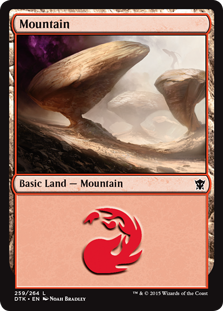 Mountain
Basic Land — Mountain
259/264 L
DTK • EN Noah Bradley
™ & © 2015 Wizards of the Coast